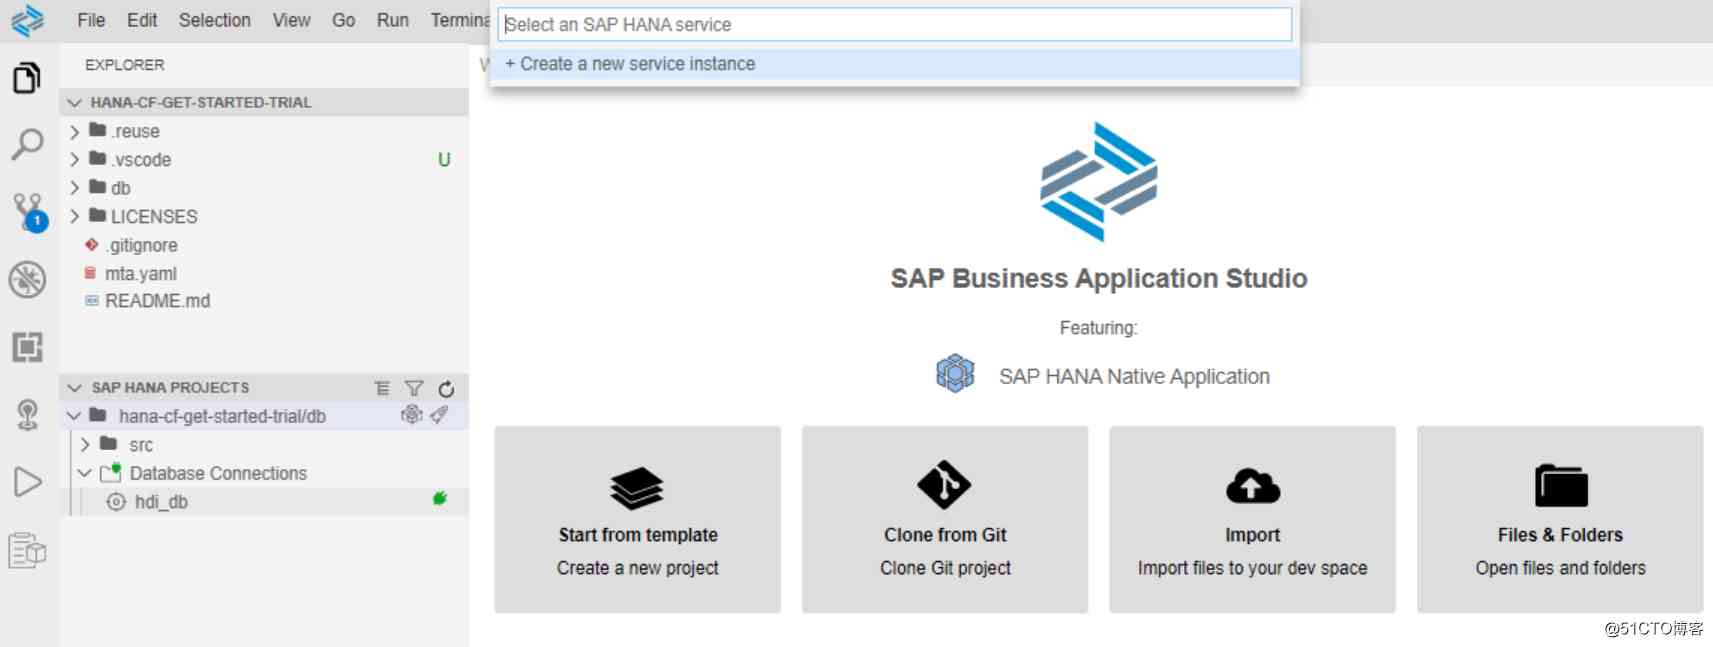 File Edit Selection View Go Run Termina
Select an SAP HANA service
+ Create a new service instance
EXPLORER
W
HANA-CF-GET-STARTED-TRIAL
.reuse
.vscode U
db
LICENSES
.gitignore
mta.yaml
README.md
1
SAP HANA PROJECTS
hana-cf-get-started-trial/db
src
Database Connections
hdi_db
SAP Business Application Studio
Featuring:
SAP HANA Native Application
Start from template
Create a new project
Clone from Git
Clone Git project
Import
Import files to your dev space
Files & Folders
Open files and folders
@51CTO博客